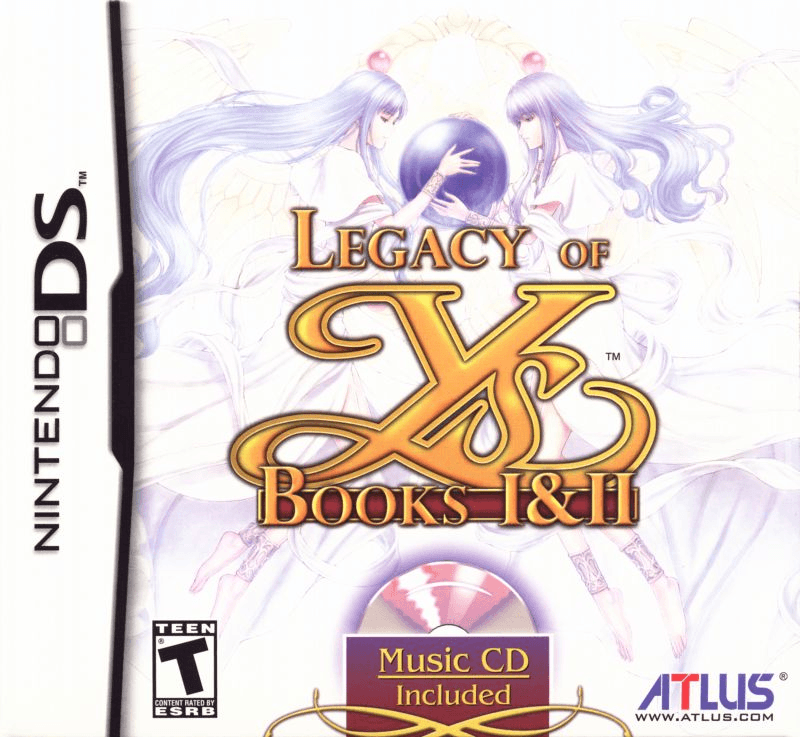 NINTENDO DS™
LEGACY OF
Ys™
BOOKS I&II
Music CD
Included
TEEN
®
T
CONTENT RATED BY
ESRB
ATLUS®
WWW.ATLUS.COM